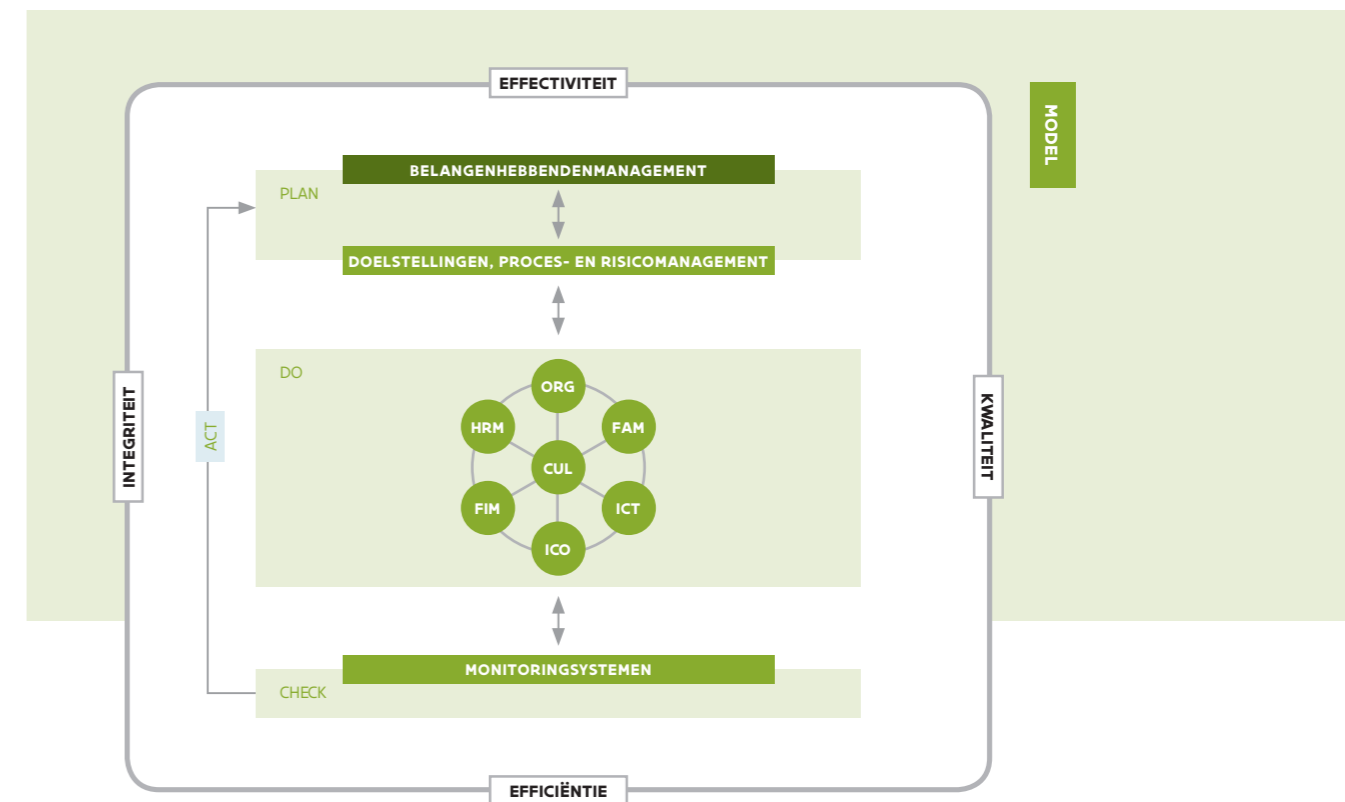 EFFECTIVITEIT
MODEL
BELANGENHEBBENDENMANAGEMENT
PLAN
DOELSTELLINGEN, PROCES- EN RISICOMANAGEMENT
DO
ORG
HRM
FAM
CUL
FIM
ICT
ICO
INTEGRITEIT
ACT
KWALITEIT
MONITORINGSYSTEMEN
CHECK
EFFICIËNTIE